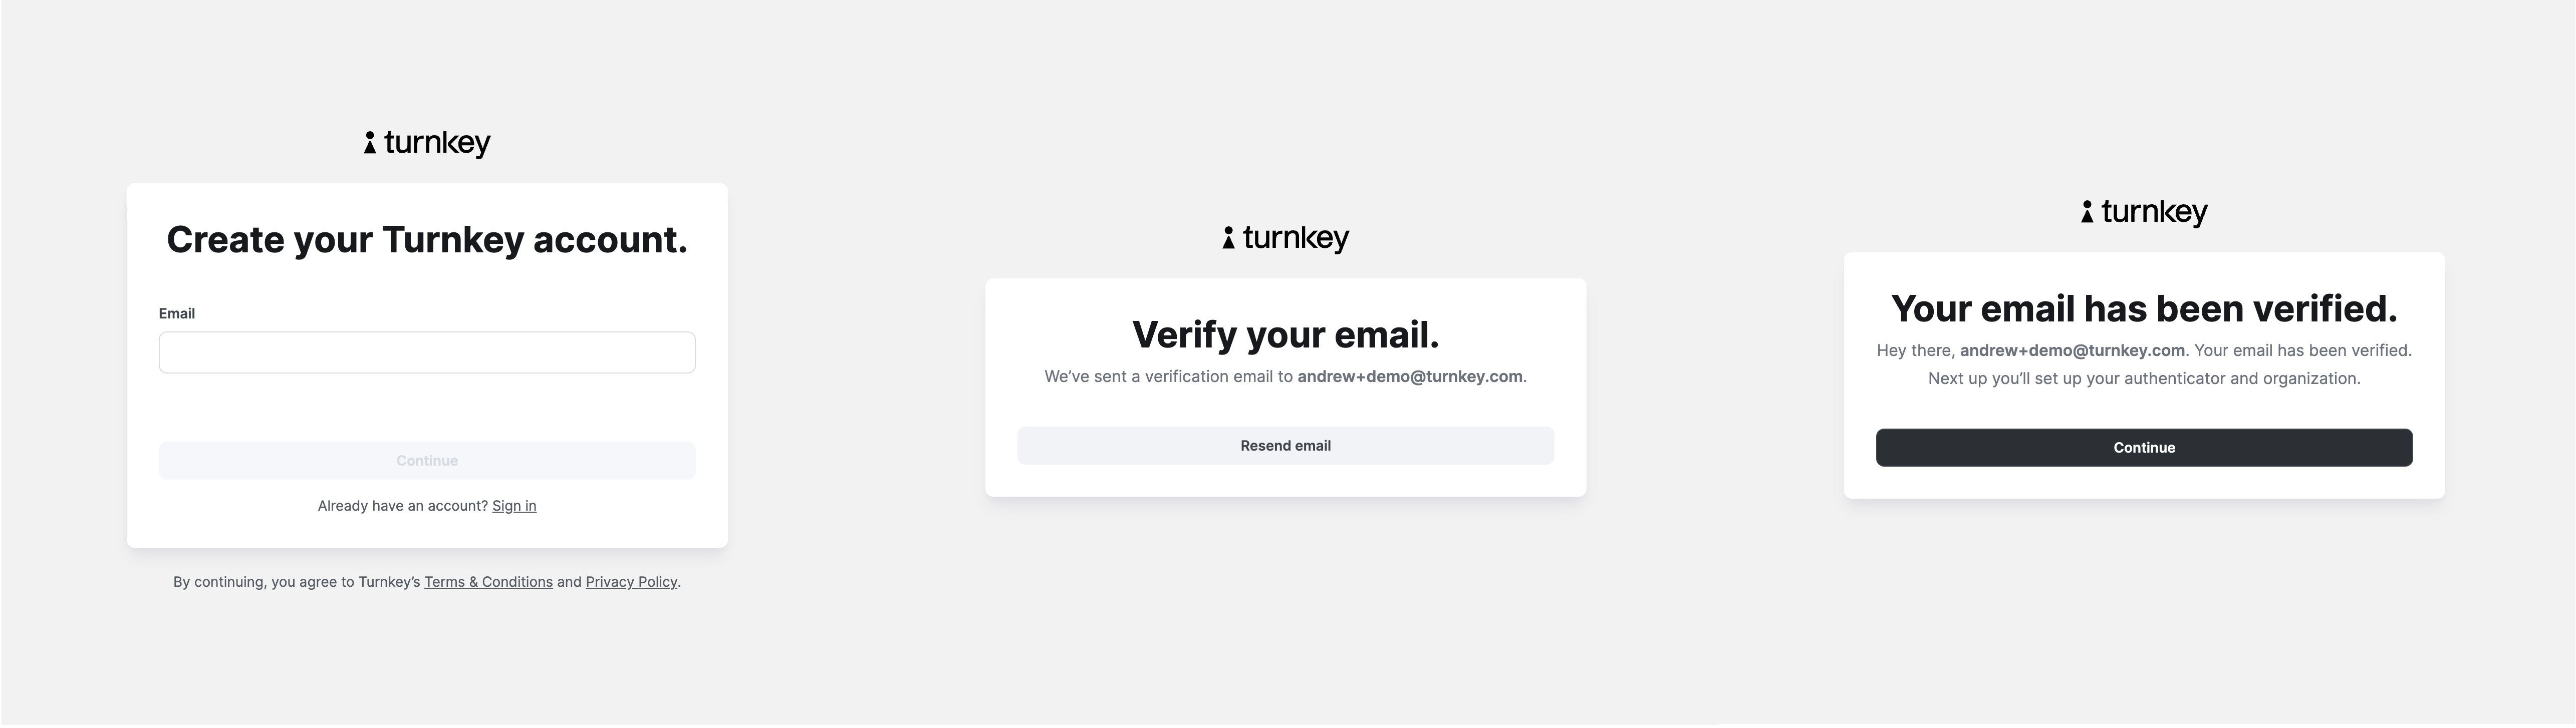 turnkey
Create your Turnkey account.
Email
Continue
Already have an account? Sign in
By continuing, you agree to Turnkey’s Terms & Conditions and Privacy Policy.
turnkey
Verify your email.
We’ve sent a verification email to andrew+demo@turnkey.com.
Resend email
turnkey
Your email has been verified.
Hey there, andrew+demo@turnkey.com. Your email has been verified.
Next up you’ll set up your authenticator and organization.
Continue